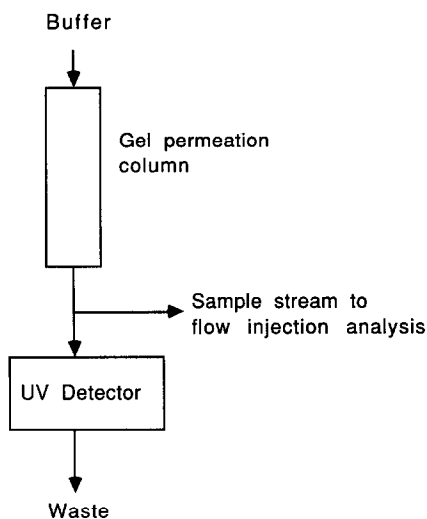 Buffer
Gel permeation
column
Sample stream to
flow injection analysis
UV Detector
Waste